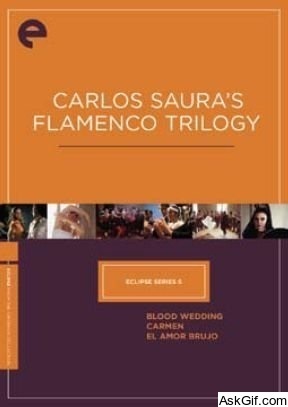 e
CARLOS SAURA'S
FLAMENCO TRILOGY
ECLIPSE SERIES 6
BLOOD WEDDING
CARMEN
EL AMOR BRUJO
AskGif.com